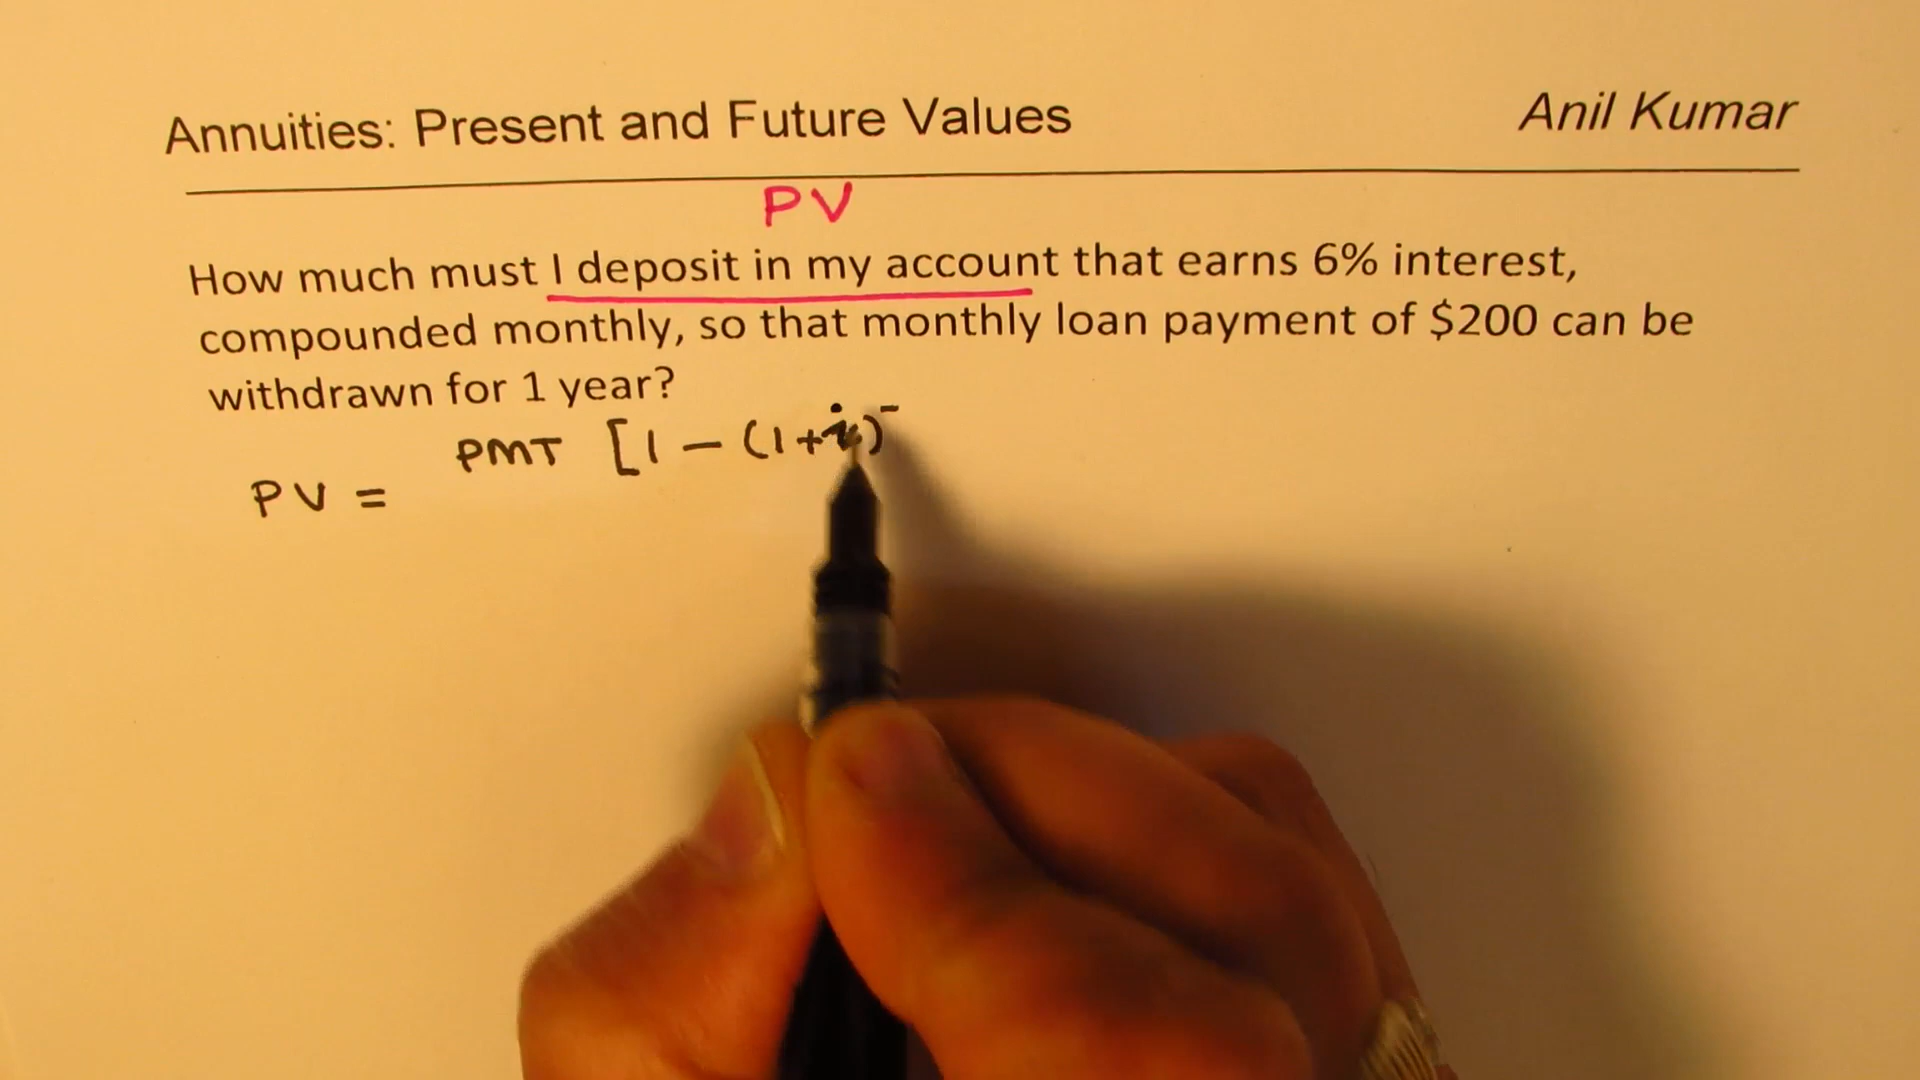 Annuities: Present and Future Values
Anil Kumar
PV
How much must I deposit in my account that earns 6% interest,
compounded monthly, so that monthly loan payment of $200 can be
withdrawn for 1 year?
PMT [1 - (1+i)⁻
PV =